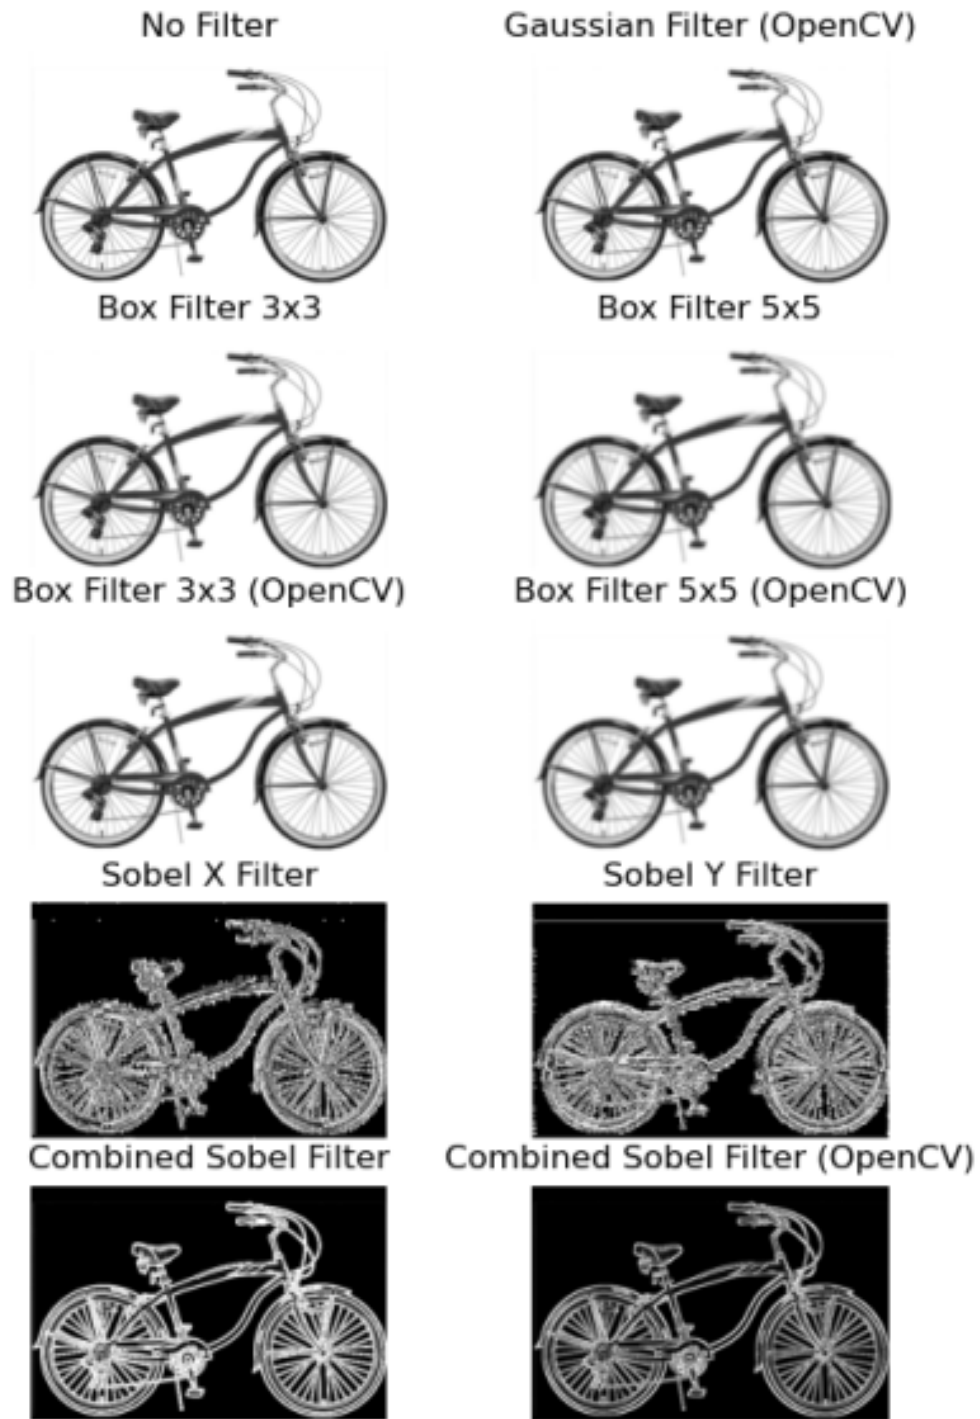 No Filter
Gaussian Filter (OpenCV)
Box Filter 3x3
Box Filter 5x5
Box Filter 3x3 (OpenCV)
Box Filter 5x5 (OpenCV)
Sobel X Filter
Sobel Y Filter
Combined Sobel Filter
Combined Sobel Filter (OpenCV)